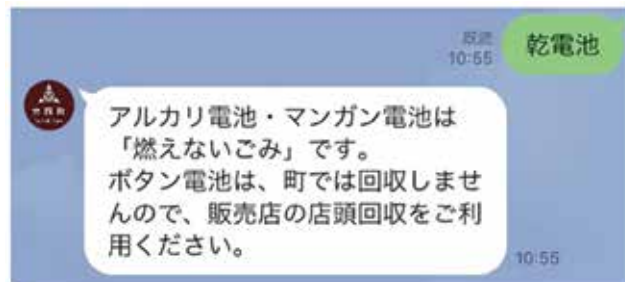 既読
10:55
乾電池
アルカリ電池・マンガン電池は
「燃えないごみ」です。
ボタン電池は、町では回収しませ
んので、販売店の店頭回収をご利
用ください。
10:55